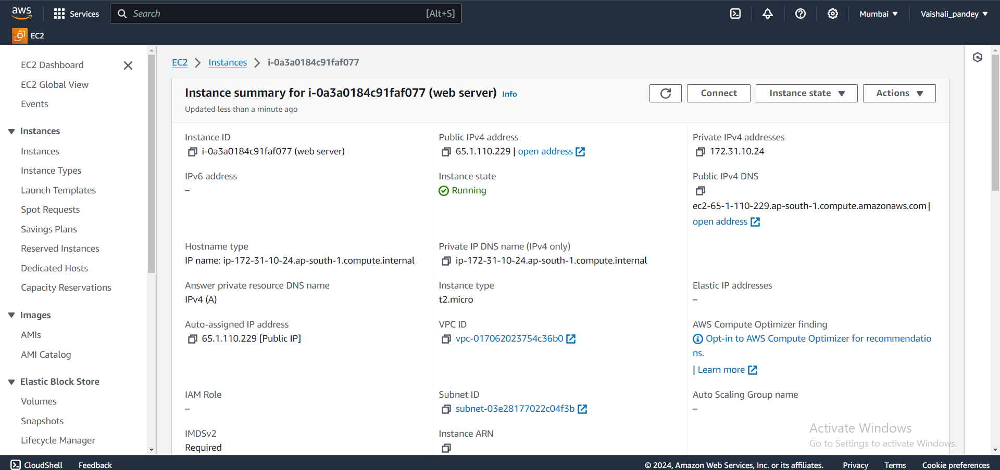 aws
Services
Search
[Alt+S]
Mumbai
Vaishali_pandey
EC2
EC2 Dashboard
EC2 Global View
Events
Instances
Instances
Instance Types
Launch Templates
Spot Requests
Savings Plans
Reserved Instances
Dedicated Hosts
Capacity Reservations
Images
AMIs
AMI Catalog
Elastic Block Store
Volumes
Snapshots
Lifecycle Manager
EC2 > Instances > i-0a3a0184c91faf077
Instance summary for i-0a3a0184c91faf077 (web server) Info
Updated less than a minute ago
Connect
Instance state
Actions
Instance ID
i-0a3a0184c91faf077 (web server)
Public IPv4 address
65.1.110.229 | open address
Private IPv4 addresses
172.31.10.24
IPv6 address
–
Instance state
Running
Public IPv4 DNS
ec2-65-1-110-229.ap-south-1.compute.amazonaws.com |
open address
Hostname type
IP name: ip-172-31-10-24.ap-south-1.compute.internal
Private IP DNS name (IPv4 only)
ip-172-31-10-24.ap-south-1.compute.internal
Answer private resource DNS name
IPv4 (A)
Instance type
t2.micro
Elastic IP addresses
–
Auto-assigned IP address
65.1.110.229 [Public IP]
VPC ID
vpc-017062023754c36b0
AWS Compute Optimizer finding
Opt-in to AWS Compute Optimizer for recommendatio
ns.
| Learn more
IAM Role
–
Subnet ID
subnet-03e28177022c04f3b
Auto Scaling Group name
–
IMDSv2
Required
Instance ARN
Activate Windows
Go to Settings to activate Windows.
CloudShell
Feedback
© 2024, Amazon Web Services, Inc. or its affiliates.
Privacy
Terms
Cookie preferences